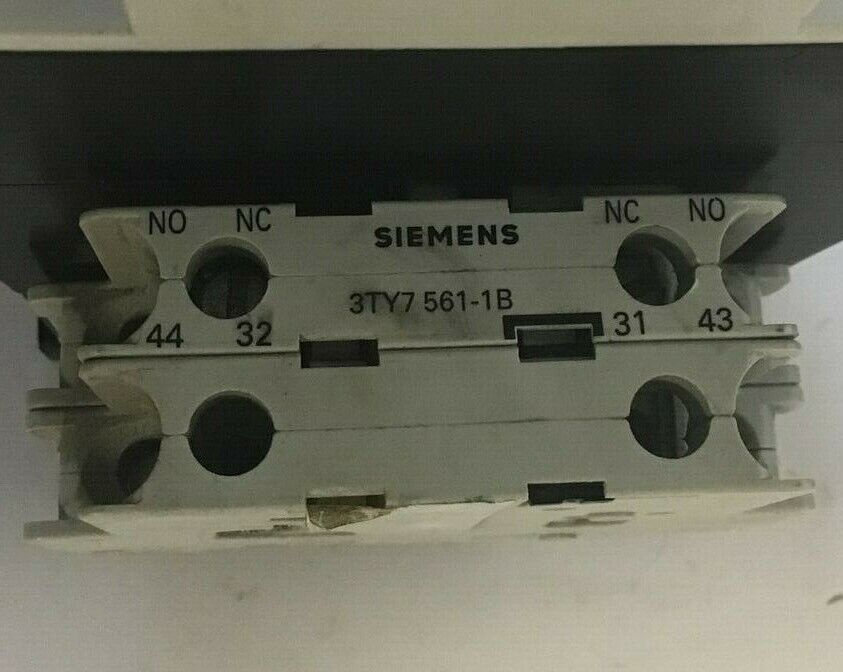 NO NC SIEMENS NC NO
3TY7 561-1B
44 32 31 43